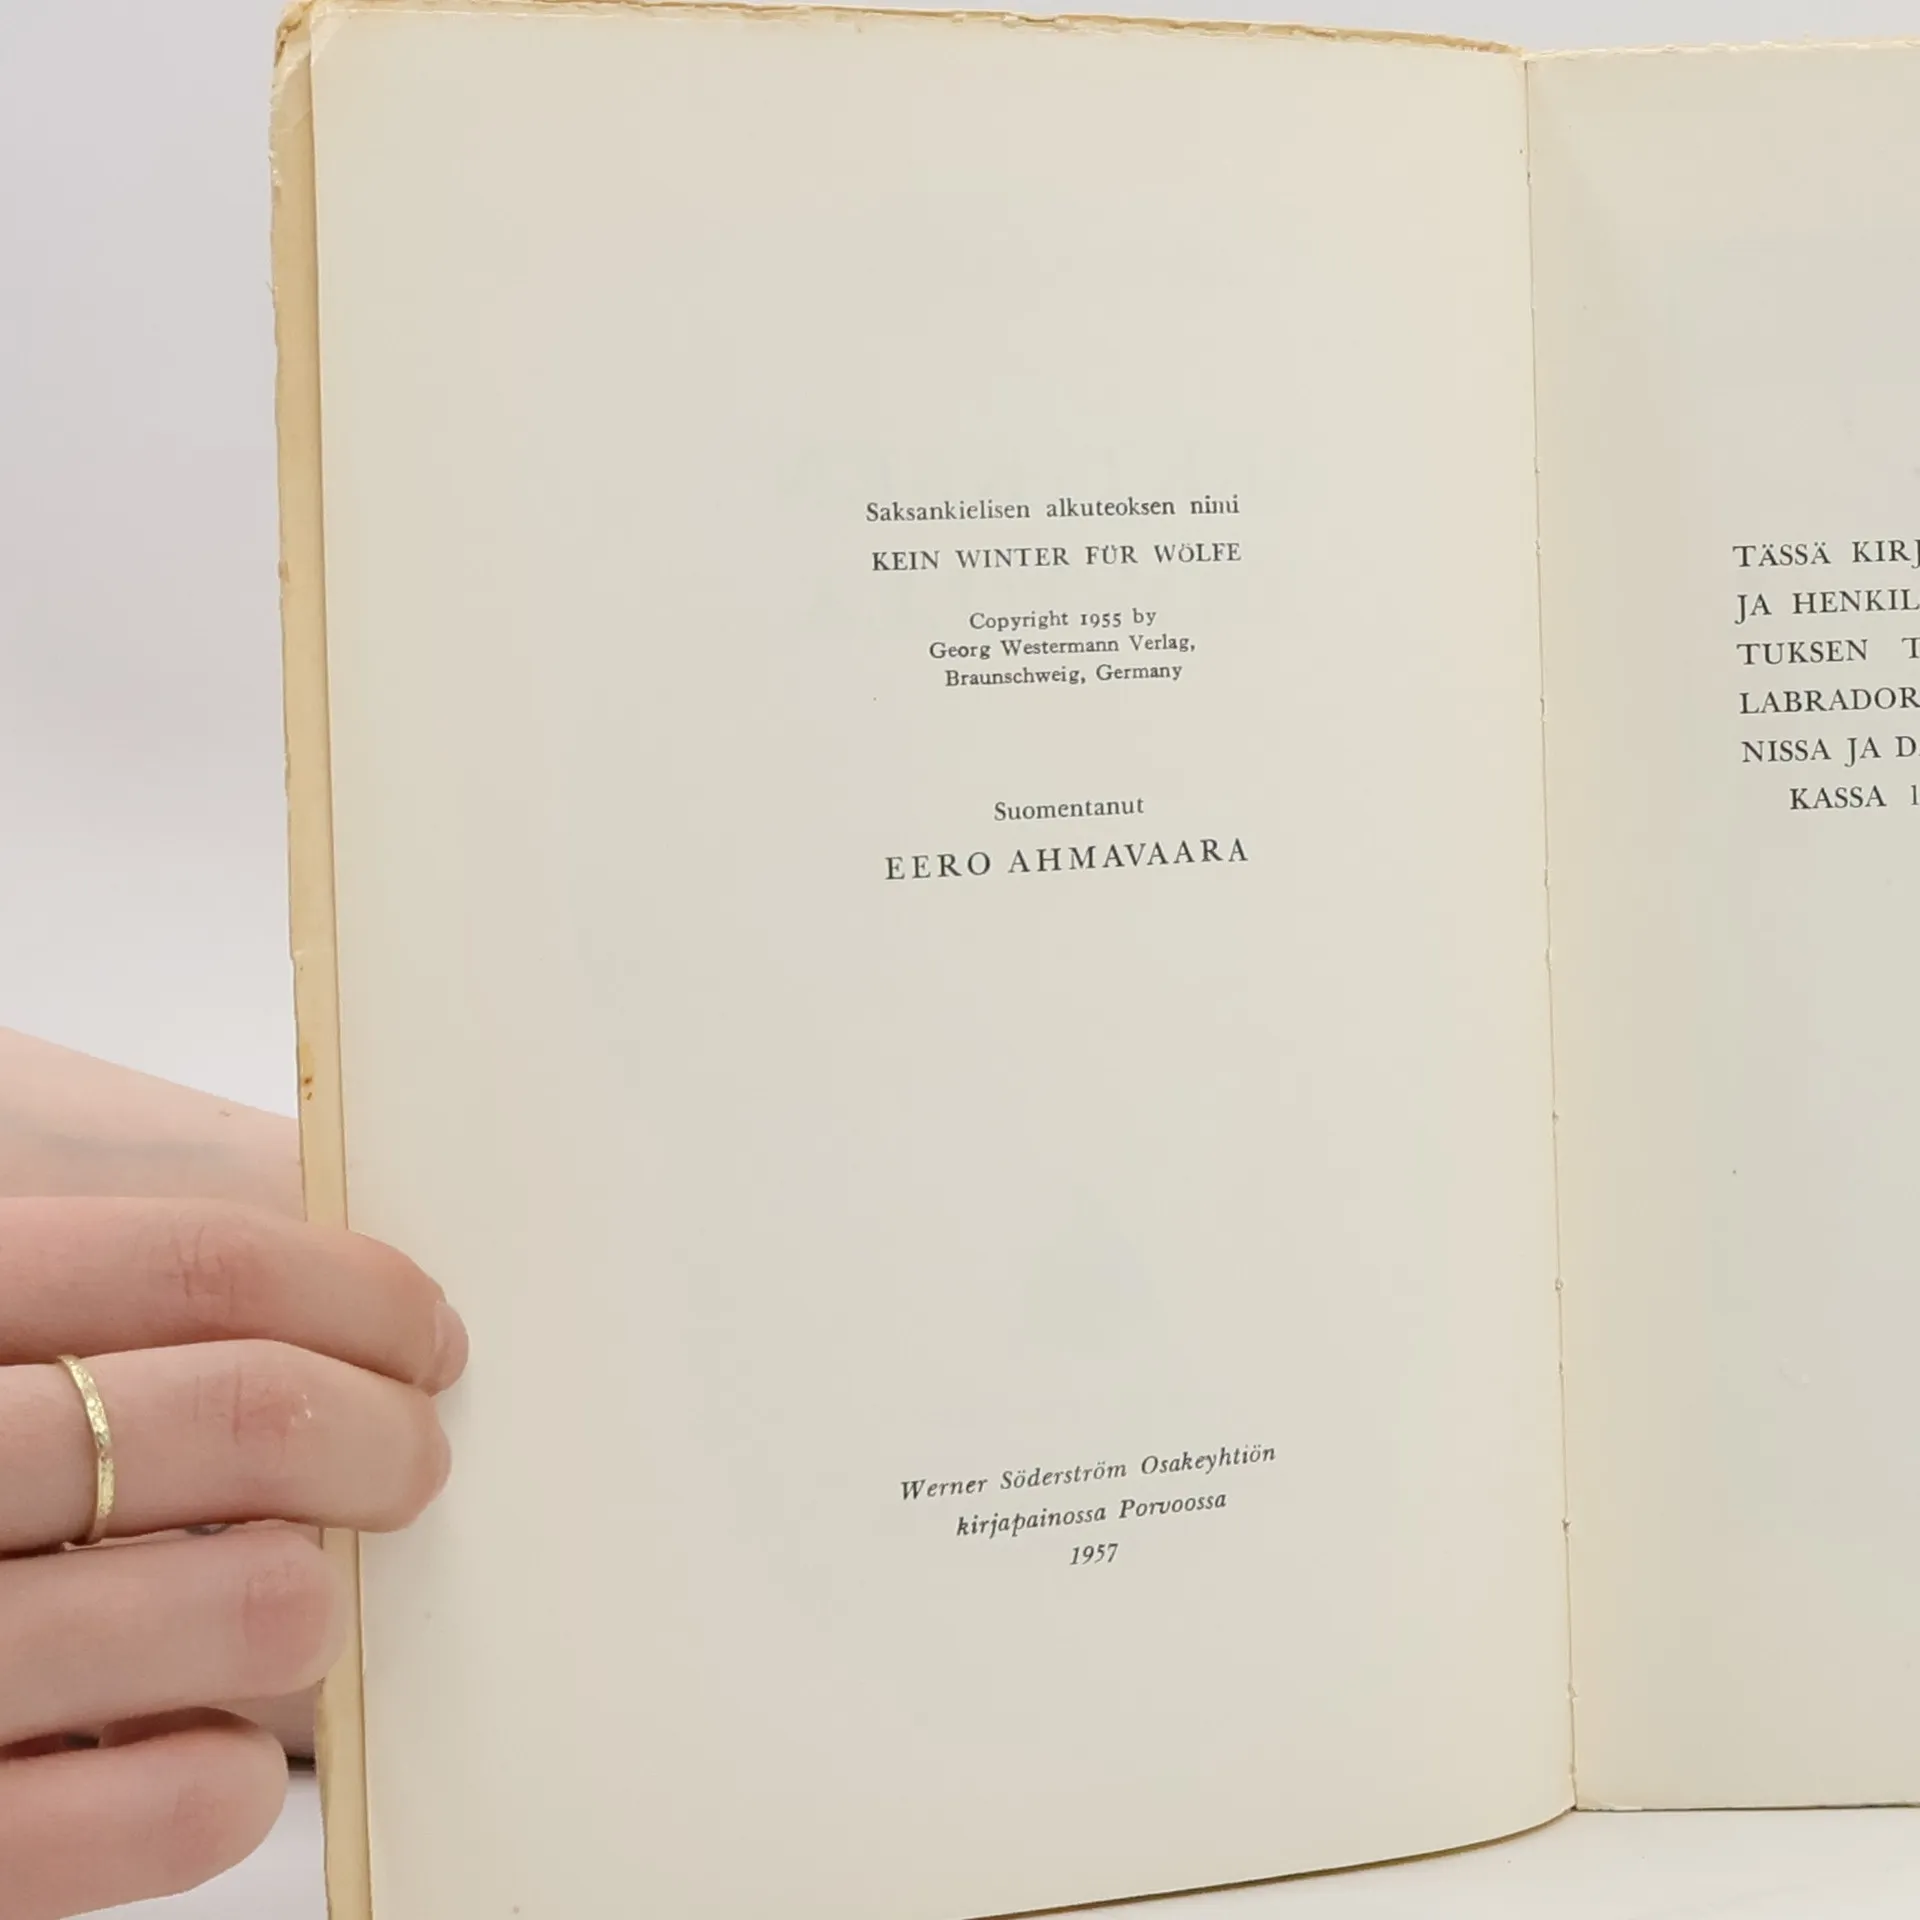 Saksankielisen alkuteoksen nimi
KEIN WINTER FÜR WÖLFE
Copyright 1955 by
Georg Westermann Verlag,
Braunschweig, Germany
Suomentanut
EERO AHMAVAARA
Werner Söderström Osakeyhtiön
kirjapainossa Porvoossa
1957
TÄSSÄ
JA
TUKSEN
NISSA JA
KASSA